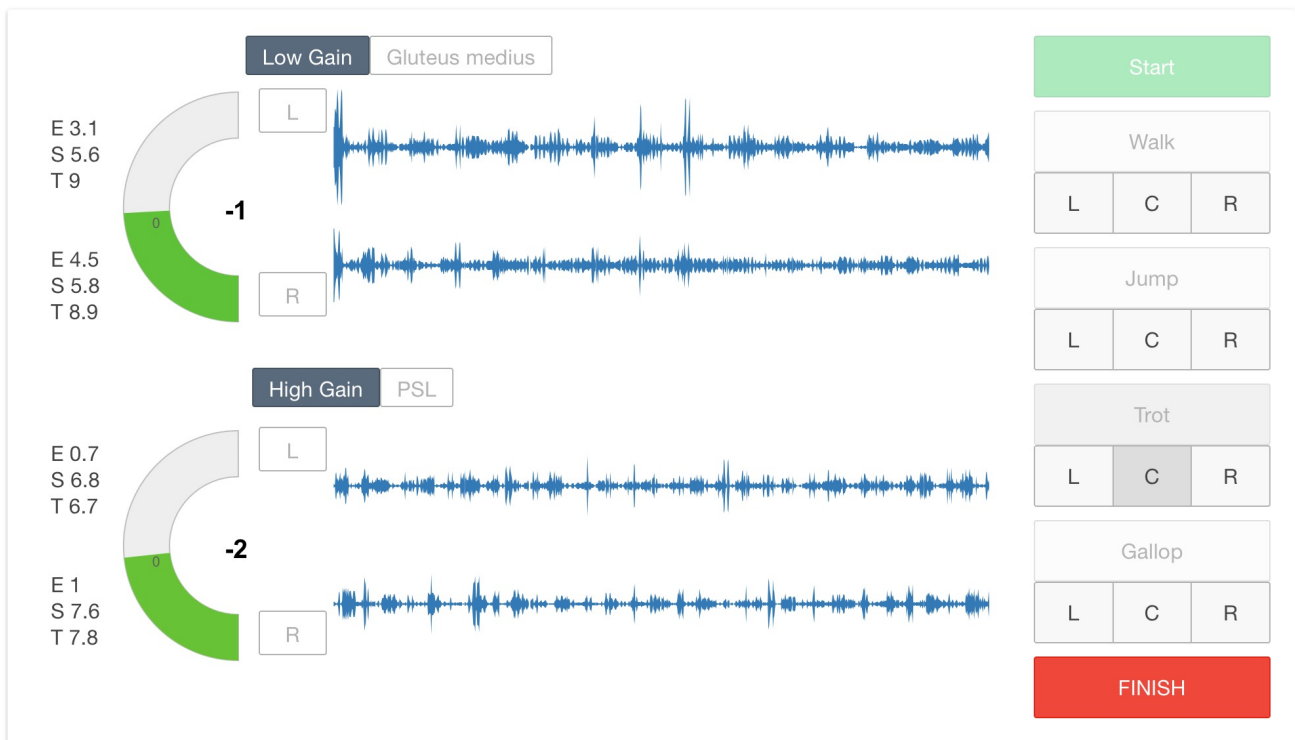 Low Gain Gluteus medius
L
E 3.1
S 5.6
T 9
-1
0
E 4.5
S 5.8
T 8.9
R
High Gain PSL
L
E 0.7
S 6.8
T 6.7
-2
0
E 1
S 7.6
T 7.8
R
Start
Walk
L C R
Jump
L C R
Trot
L C R
Gallop
L C R
FINISH